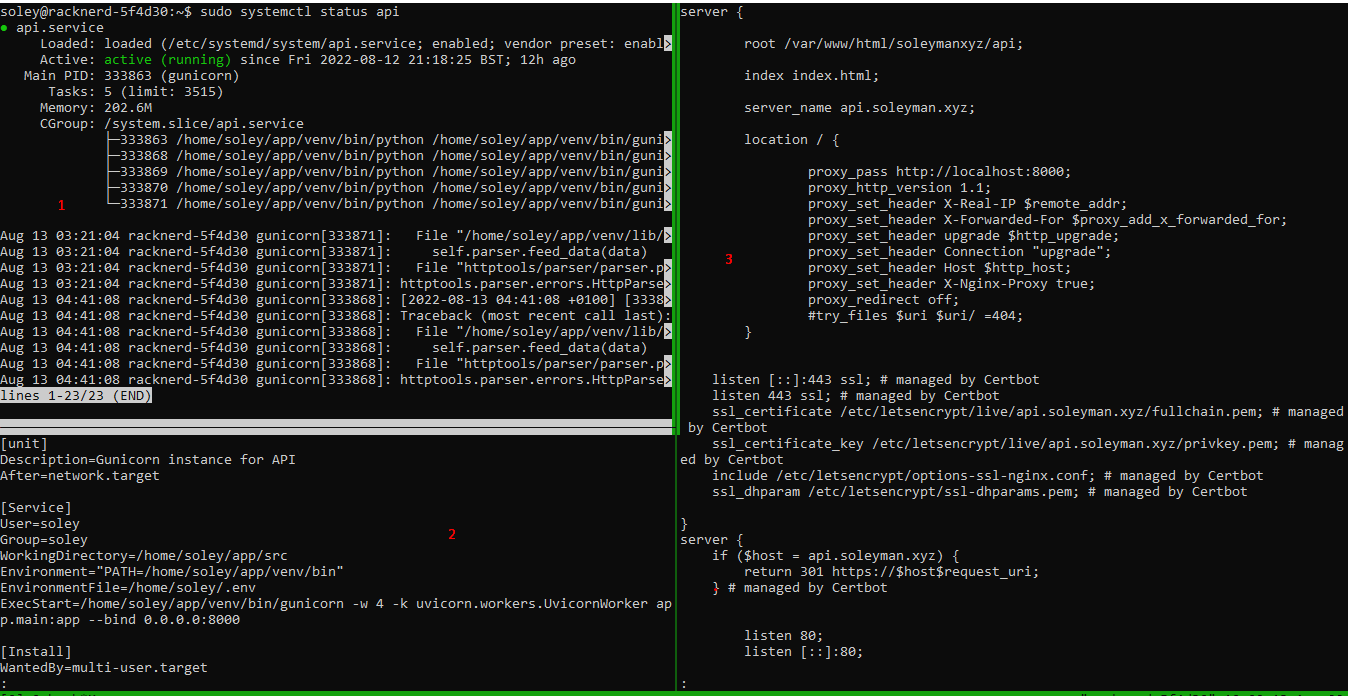 soley@racknerd-5f4d30:~$ sudo systemctl status api
● api.service
Loaded: loaded (/etc/systemd/system/api.service; enabled; vendor preset: enabl>
Active: active (running) since Fri 2022-08-12 21:18:25 BST; 12h ago
Main PID: 333863 (gunicorn)
Tasks: 5 (limit: 3515)
Memory: 202.6M
CGroup: /system.slice/api.service
├─333863 /home/soley/app/venv/bin/python /home/soley/app/venv/bin/guni>
├─333868 /home/soley/app/venv/bin/python /home/soley/app/venv/bin/guni>
├─333869 /home/soley/app/venv/bin/python /home/soley/app/venv/bin/guni>
├─333870 /home/soley/app/venv/bin/python /home/soley/app/venv/bin/guni>
└─333871 /home/soley/app/venv/bin/python /home/soley/app/venv/bin/guni>
1
Aug 13 03:21:04 racknerd-5f4d30 gunicorn[333871]:   File "/home/soley/app/venv/lib/>
Aug 13 03:21:04 racknerd-5f4d30 gunicorn[333871]:     self.parser.feed_data(data)
Aug 13 03:21:04 racknerd-5f4d30 gunicorn[333871]:   File "httptools/parser/parser.p>
Aug 13 03:21:04 racknerd-5f4d30 gunicorn[333871]: httptools.parser.errors.HttpParse>
Aug 13 04:41:08 racknerd-5f4d30 gunicorn[333868]: [2022-08-13 04:41:08 +0100] [3338>
Aug 13 04:41:08 racknerd-5f4d30 gunicorn[333868]: Traceback (most recent call last):
Aug 13 04:41:08 racknerd-5f4d30 gunicorn[333868]:   File "/home/soley/app/venv/lib/>
Aug 13 04:41:08 racknerd-5f4d30 gunicorn[333868]:     self.parser.feed_data(data)
Aug 13 04:41:08 racknerd-5f4d30 gunicorn[333868]:   File "httptools/parser/parser.p>
Aug 13 04:41:08 racknerd-5f4d30 gunicorn[333868]: httptools.parser.errors.HttpParse>
lines 1-23/23 (END)
[unit]
Description=Gunicorn instance for API
After=network.target
[Service]
User=soley
2
Group=soley
WorkingDirectory=/home/soley/app/src
Environment="PATH=/home/soley/app/venv/bin"
EnvironmentFile=/home/soley/.env
ExecStart=/home/soley/app/venv/bin/gunicorn -w 4 -k uvicorn.workers.UvicornWorker ap
p.main:app --bind 0.0.0.0:8000
[Install]
WantedBy=multi-user.target
:
server {
root /var/www/html/soleymanxyz/api;
index index.html;
server_name api.soleyman.xyz;
location / {
proxy_pass http://localhost:8000;
proxy_http_version 1.1;
proxy_set_header X-Real-IP $remote_addr;
proxy_set_header X-Forwarded-For $proxy_add_x_forwarded_for;
proxy_set_header upgrade $http_upgrade;
proxy_set_header Connection "upgrade";
3
proxy_set_header Host $http_host;
proxy_set_header X-Nginx-Proxy true;
proxy_redirect off;
#try_files $uri $uri/ =404;
}
listen [::]:443 ssl; # managed by Certbot
listen 443 ssl; # managed by Certbot
ssl_certificate /etc/letsencrypt/live/api.soleyman.xyz/fullchain.pem; # managed
by Certbot
ssl_certificate_key /etc/letsencrypt/live/api.soleyman.xyz/privkey.pem; # manag
ed by Certbot
include /etc/letsencrypt/options-ssl-nginx.conf; # managed by Certbot
ssl_dhparam /etc/letsencrypt/ssl-dhparams.pem; # managed by Certbot
}
server {
if ($host = api.soleyman.xyz) {
return 301 https://$host$request_uri;
} # managed by Certbot
listen 80;
listen [::]:80;
: